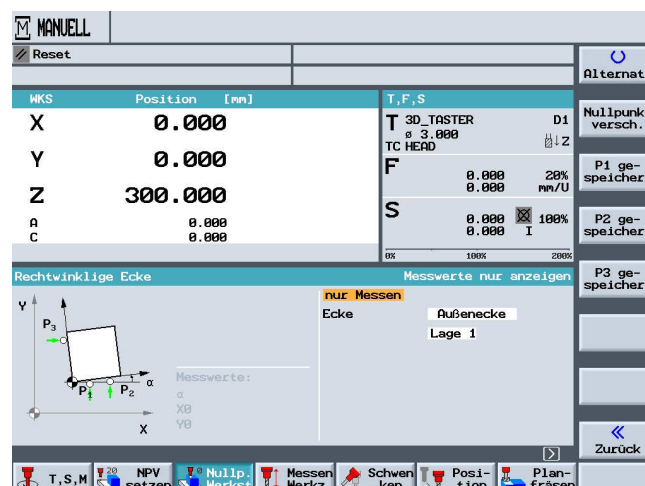 M MANUELL
Reset
Alternat
WKS Position [mm] T,F,S
X 0.000
Y 0.000
Z 300.000
A 0.000
C 0.000
T 3D_TASTER D1
ø 3.000 Z
TC HEAD
F 0.000 20%
0.000 mm/U
S 0.000 100%
0.000 I
0% 100% 200%
Nullpunk
versch.
P1 ge-
speicher
P2 ge-
speicher
P3 ge-
speicher
Rechtwinklige Ecke Messwerte nur anzeigen
nur Messen
Ecke Außenecke
Lage 1
Y
P3
P1 P2 α
X
Messwerte:
α
X0
Y0
Zurück
T,S,M
NPV
setzen
Nullp.
Werkst
Messen
Werkz
Schwen
ken
Posi-
tion
Plan-
fräsen